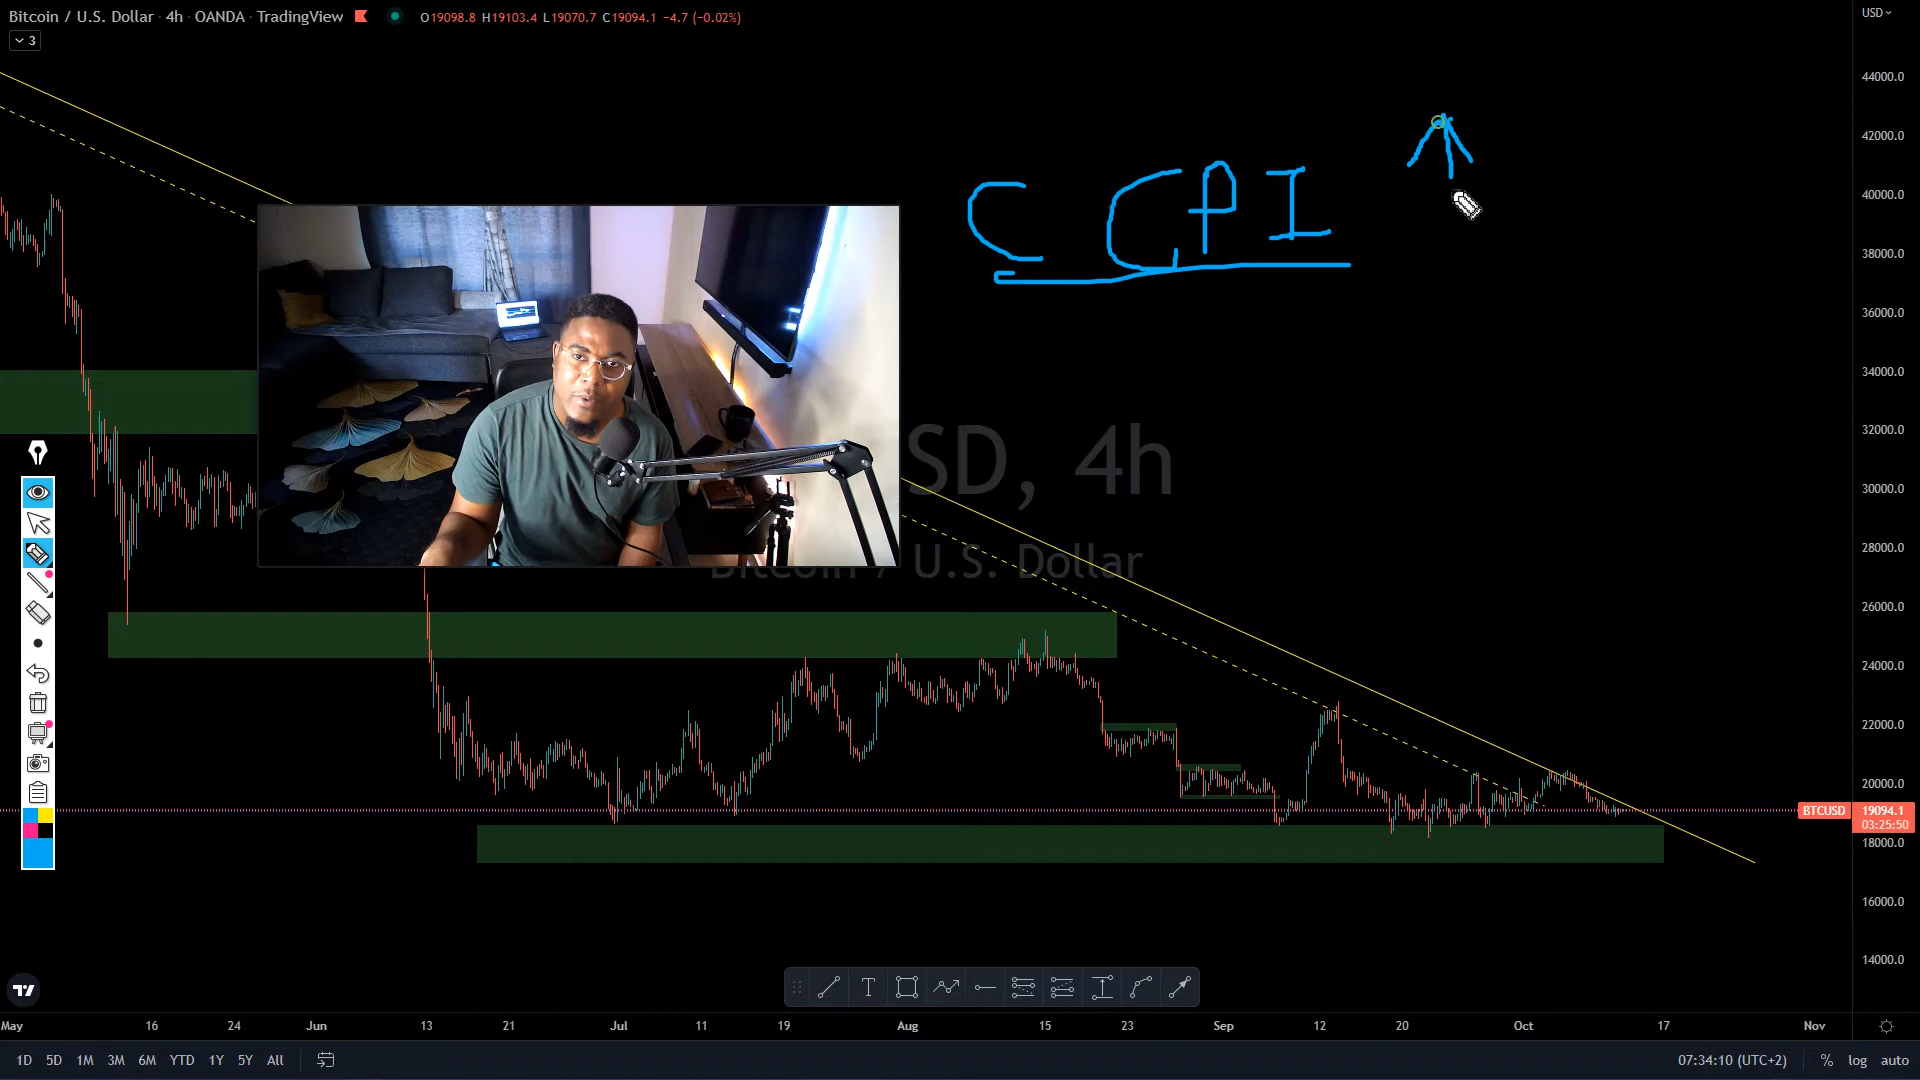 Bitcoin / U.S. Dollar · 4h · OANDA · TradingView O19098.8 H19103.4 L19070.7 C19094.1 −4.7 (−0.02%)
USD
3
44000.0
42000.0
40000.0
C CPI
38000.0
36000.0
34000.0
32000.0
SD, 4h
30000.0
28000.0
Bitcoin / U.S. Dollar
26000.0
24000.0
22000.0
20000.0
BTCUSD 19094.1
03:25:50
18000.0
16000.0
14000.0
May 16 24 Jun 13 21 Jul 11 19 Aug 15 23 Sep 12 20 Oct 17 Nov
1D 5D 1M 3M 6M YTD 1Y 5Y All 07:34:10 (UTC+2) % log auto